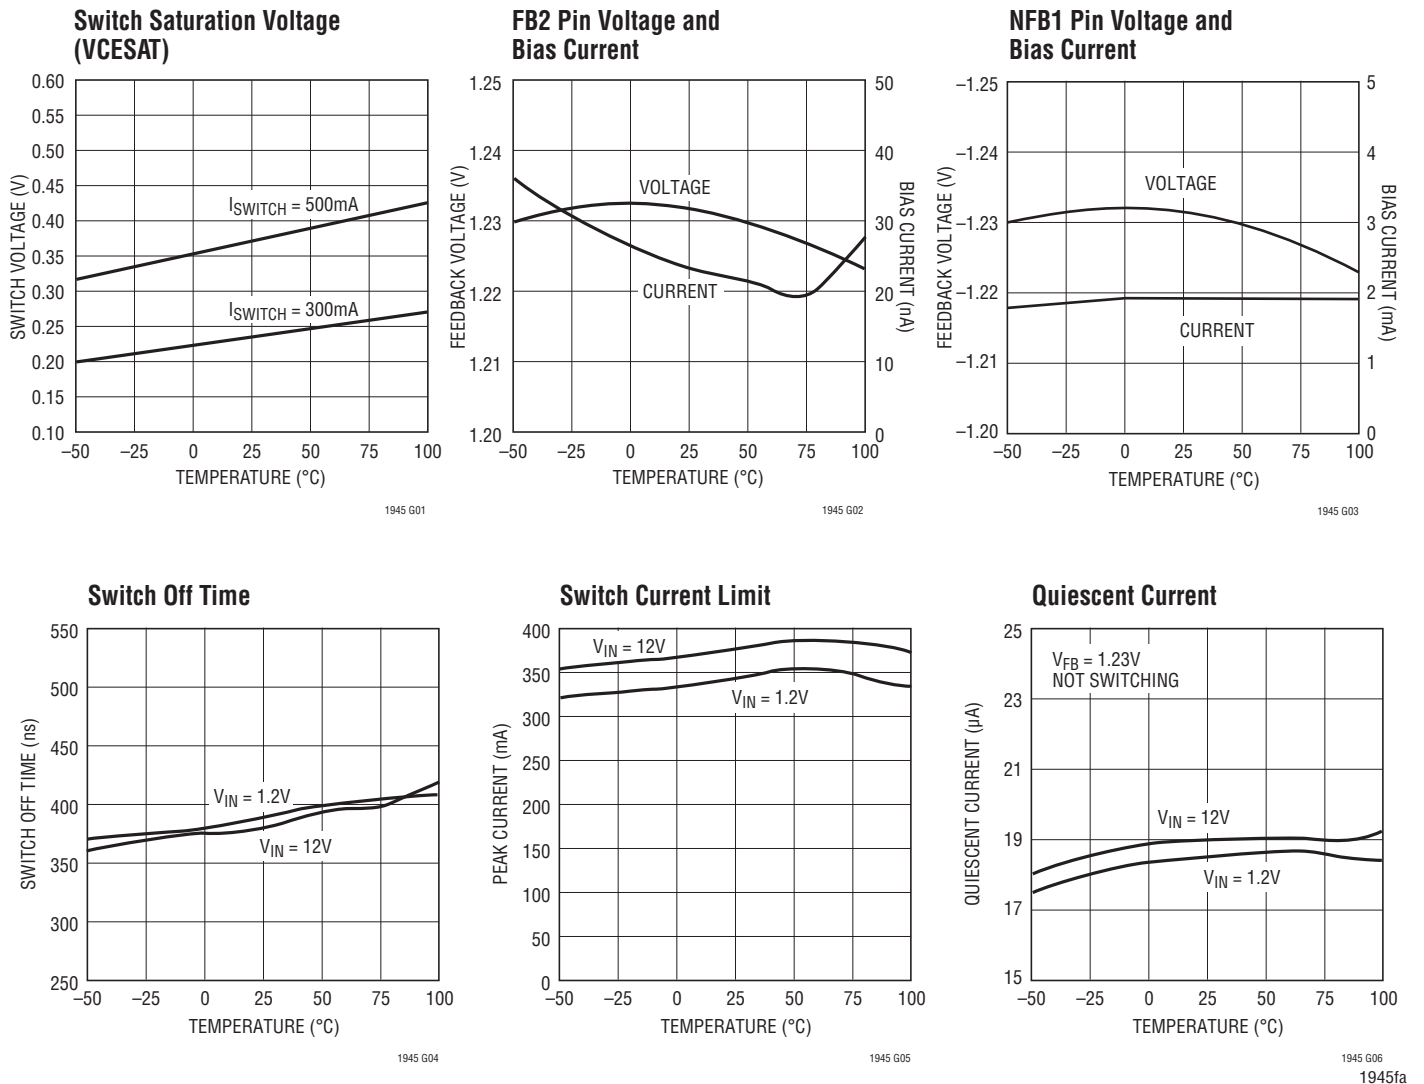 Switch Saturation Voltage
(VCESAT)
0.60
0.55
0.50
0.45
0.40
0.35
0.30
0.25
0.20
0.15
0.10
SWITCH VOLTAGE (V)
ISWITCH = 500mA
ISWITCH = 300mA
–50 –25 0 25 50 75 100
TEMPERATURE (°C)
1945 G01
FB2 Pin Voltage and
Bias Current
1.25
1.24
1.23
1.22
1.21
1.20
FEEDBACK VOLTAGE (V)
VOLTAGE
CURRENT
50
40
30
20
10
0
BIAS CURRENT (nA)
–50 –25 0 25 50 75 100
TEMPERATURE (°C)
1945 G02
NFB1 Pin Voltage and
Bias Current
–1.25
–1.24
–1.23
–1.22
–1.21
–1.20
FEEDBACK VOLTAGE (V)
VOLTAGE
CURRENT
5
4
3
2
1
0
BIAS CURRENT (mA)
–50 –25 0 25 50 75 100
TEMPERATURE (°C)
1945 G03
Switch Off Time
550
500
450
400
350
300
250
SWITCH OFF TIME (ns)
VIN = 1.2V
VIN = 12V
–50 –25 0 25 50 75 100
TEMPERATURE (°C)
1945 G04
Switch Current Limit
400
350
300
250
200
150
100
50
0
PEAK CURRENT (mA)
VIN = 12V
VIN = 1.2V
–50 –25 0 25 50 75 100
TEMPERATURE (°C)
1945 G05
Quiescent Current
25
23
21
19
17
15
QUIESCENT CURRENT (µA)
VFB = 1.23V
NOT SWITCHING
VIN = 12V
VIN = 1.2V
–50 –25 0 25 50 75 100
TEMPERATURE (°C)
1945 G06
1945fa